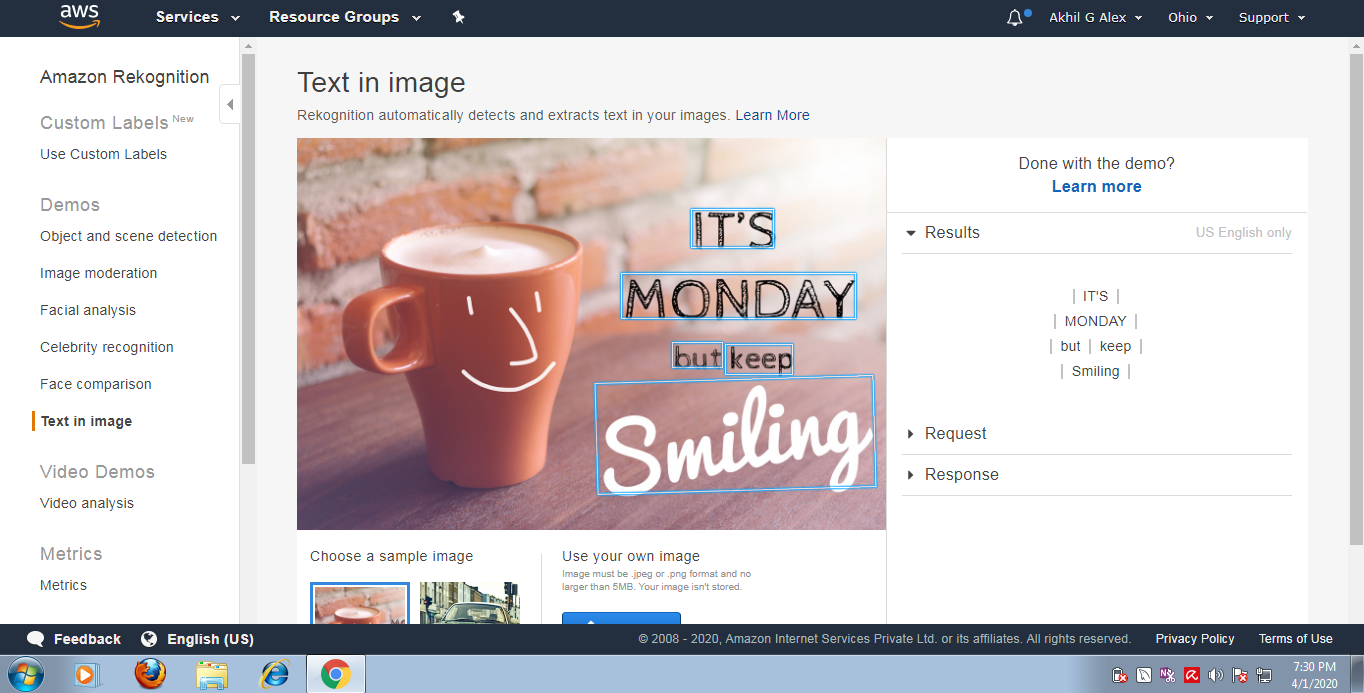 aws
Services
Resource Groups
Akhil G Alex
Ohio
Support
Amazon Rekognition
Custom Labels New
Use Custom Labels
Demos
Object and scene detection
Image moderation
Facial analysis
Celebrity recognition
Face comparison
Text in image
Video Demos
Video analysis
Metrics
Metrics
Text in image
Rekognition automatically detects and extracts text in your images. Learn More
IT'S
MONDAY
but keep
Smiling
Choose a sample image
Use your own image
Image must be .jpeg or .png format and no
larger than 5MB. Your image isn't stored.
Done with the demo?
Learn more
Results
US English only
| IT'S |
| MONDAY |
| but | keep |
| Smiling |
Request
Response
Feedback
English (US)
© 2008 - 2020, Amazon Internet Services Private Ltd. or its affiliates. All rights reserved.
Privacy Policy
Terms of Use
7:30 PM
4/1/2020